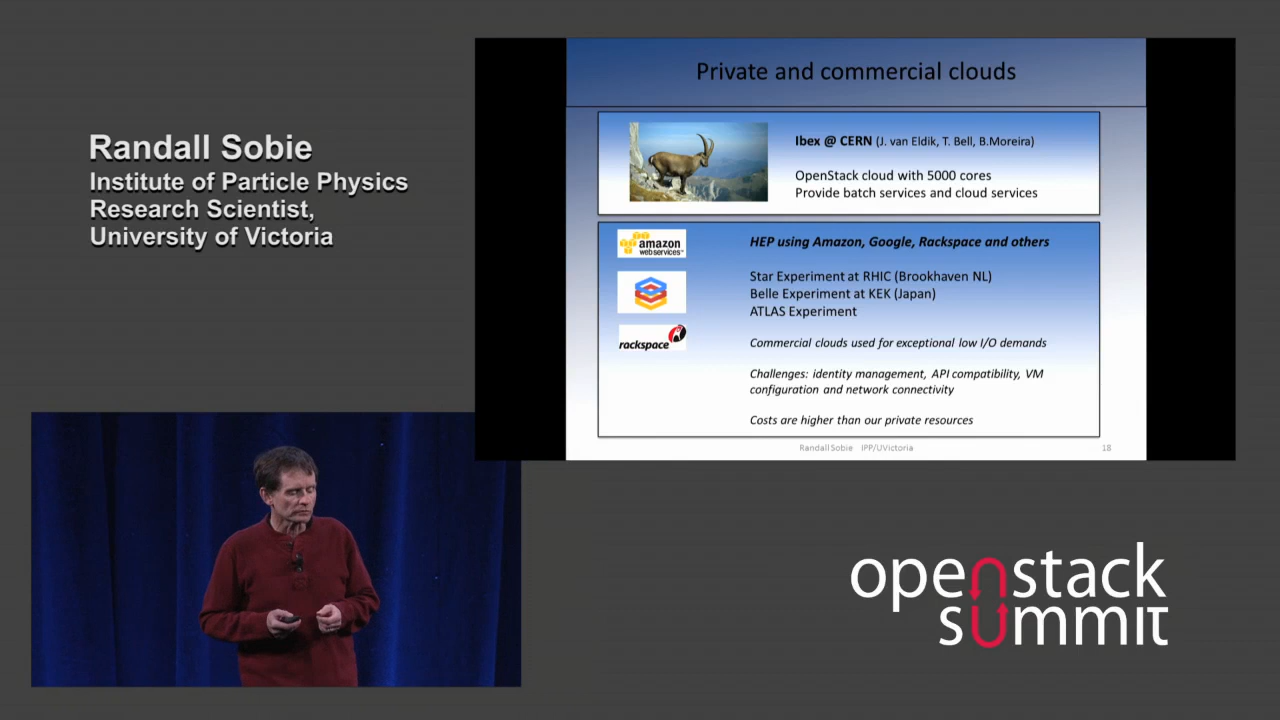 Randall Sobie
Institute of Particle Physics
Research Scientist,
University of Victoria
Private and commercial clouds
Ibex @ CERN (J. van Eldik, T. Bell, B.Moreira)
OpenStack cloud with 5000 cores
Provide batch services and cloud services
amazon
webservices™
rackspace
HEP using Amazon, Google, Rackspace and others
Star Experiment at RHIC (Brookhaven NL)
Belle Experiment at KEK (Japan)
ATLAS Experiment
Commercial clouds used for exceptional low I/O demands
Challenges: identity management, API compatibility, VM
configuration and network connectivity
Costs are higher than our private resources
Randall Sobie IPP/UVictoria
18
openstack
summit